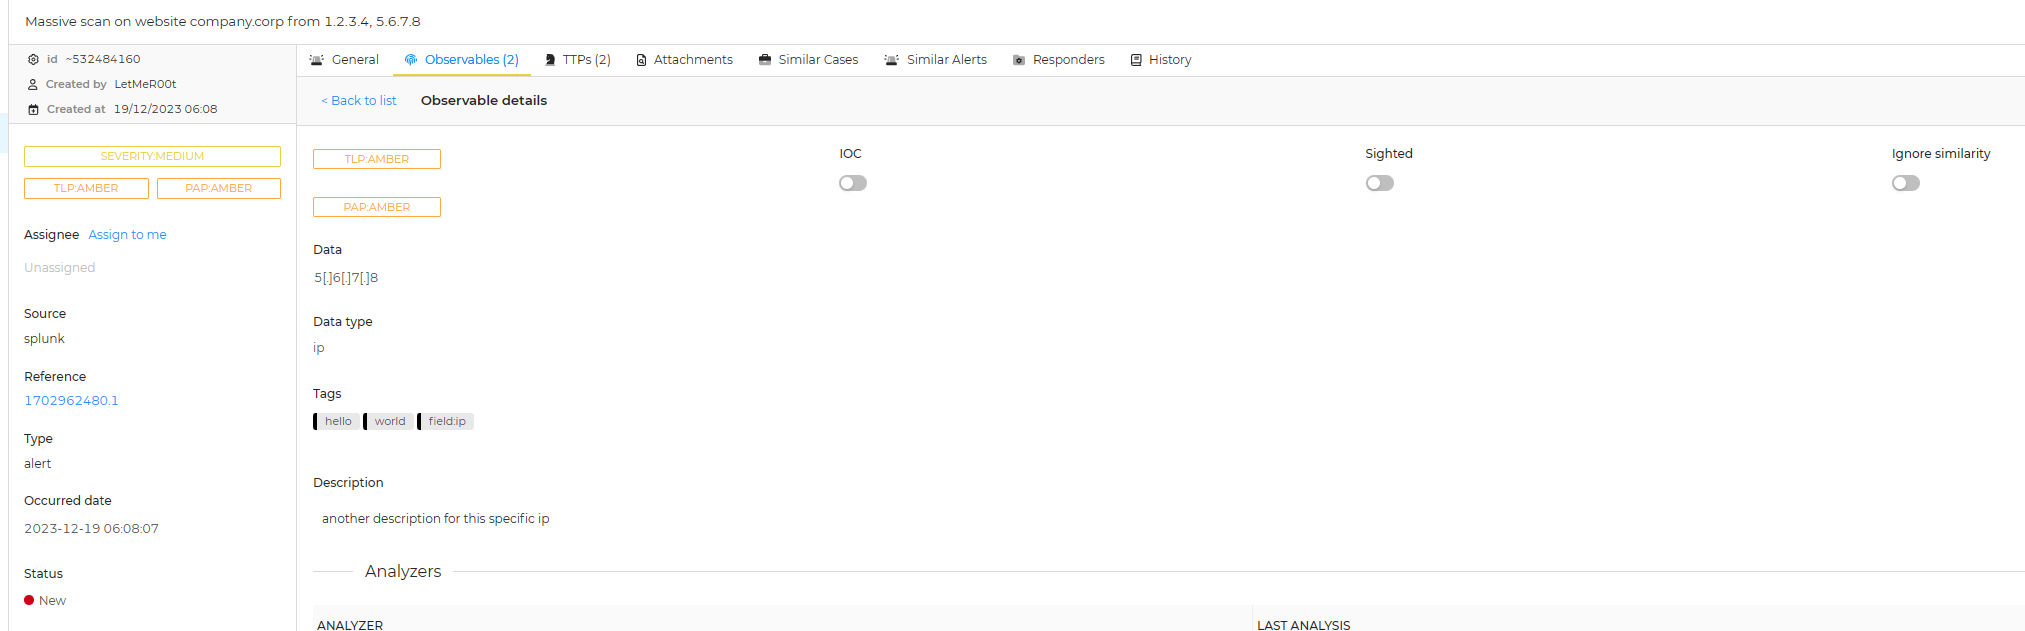 Massive scan on website company.corp from 1.2.3.4, 5.6.7.8
id ~532484160
Created by LetMeR00t
Created at 19/12/2023 06:08
SEVERITY:MEDIUM
TLP:AMBER PAP:AMBER
Assignee Assign to me
Unassigned
Source
splunk
Reference
1702962480.1
Type
alert
Occurred date
2023-12-19 06:08:07
Status
New
General Observables (2) TTPs (2) Attachments Similar Cases Similar Alerts Responders History
< Back to list Observable details
TLP:AMBER
PAP:AMBER
IOC
Sighted
Ignore similarity
Data
5[.]6[.]7[.]8
Data type
ip
Tags
hello world field:ip
Description
another description for this specific ip
Analyzers
ANALYZER LAST ANALYSIS